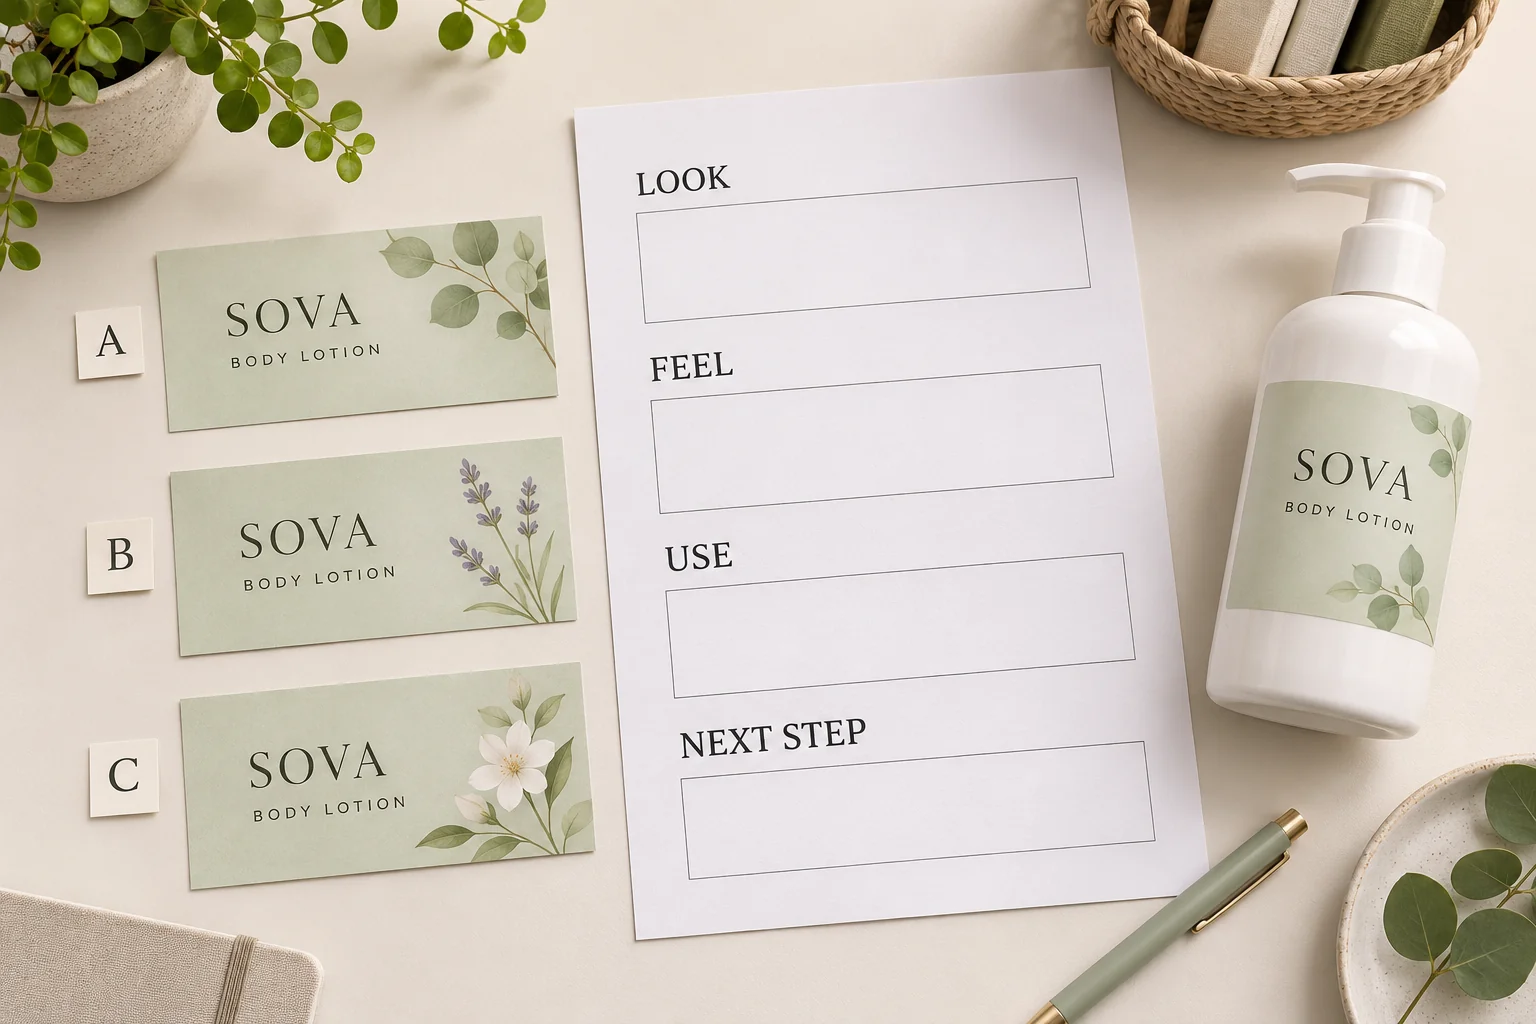 A
SOVA
BODY LOTION
B
SOVA
BODY LOTION
C
SOVA
BODY LOTION
LOOK
FEEL
USE
NEXT STEP
SOVA
BODY LOTION